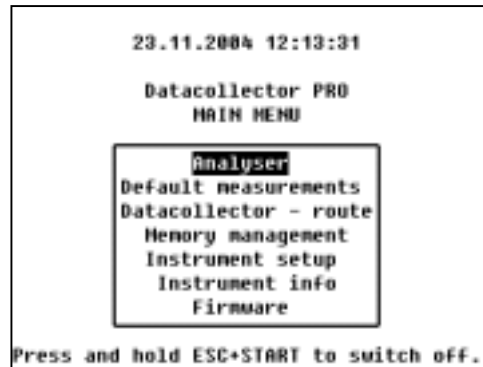 23.11.2004 12:13:31
Datacollector PRO
MAIN MENU
Analyser
Default measurements
Datacollector - route
Memory management
Instrument setup
Instrument info
Firmware
Press and hold ESC+START to switch off.